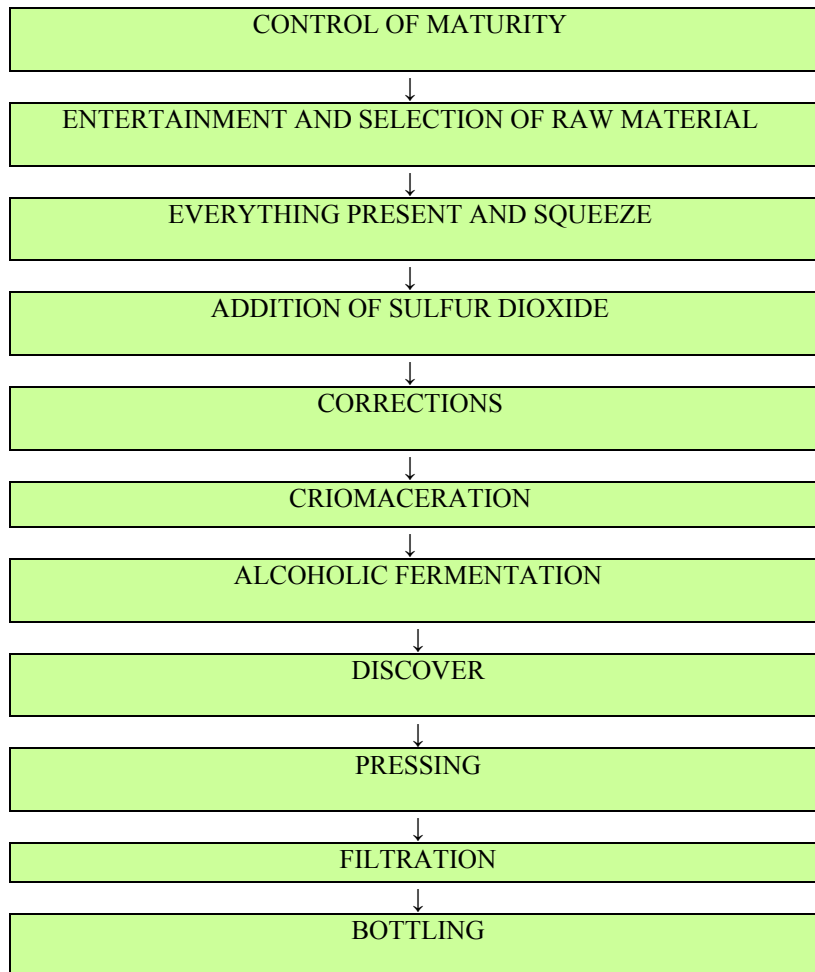 CONTROL OF MATURITY
↓
ENTERTAINMENT AND SELECTION OF RAW MATERIAL
↓
EVERYTHING PRESENT AND SQUEEZE
↓
ADDITION OF SULFUR DIOXIDE
↓
CORRECTIONS
↓
CRIOMACERATION
↓
ALCOHOLIC FERMENTATION
↓
DISCOVER
↓
PRESSING
↓
FILTRATION
↓
BOTTLING